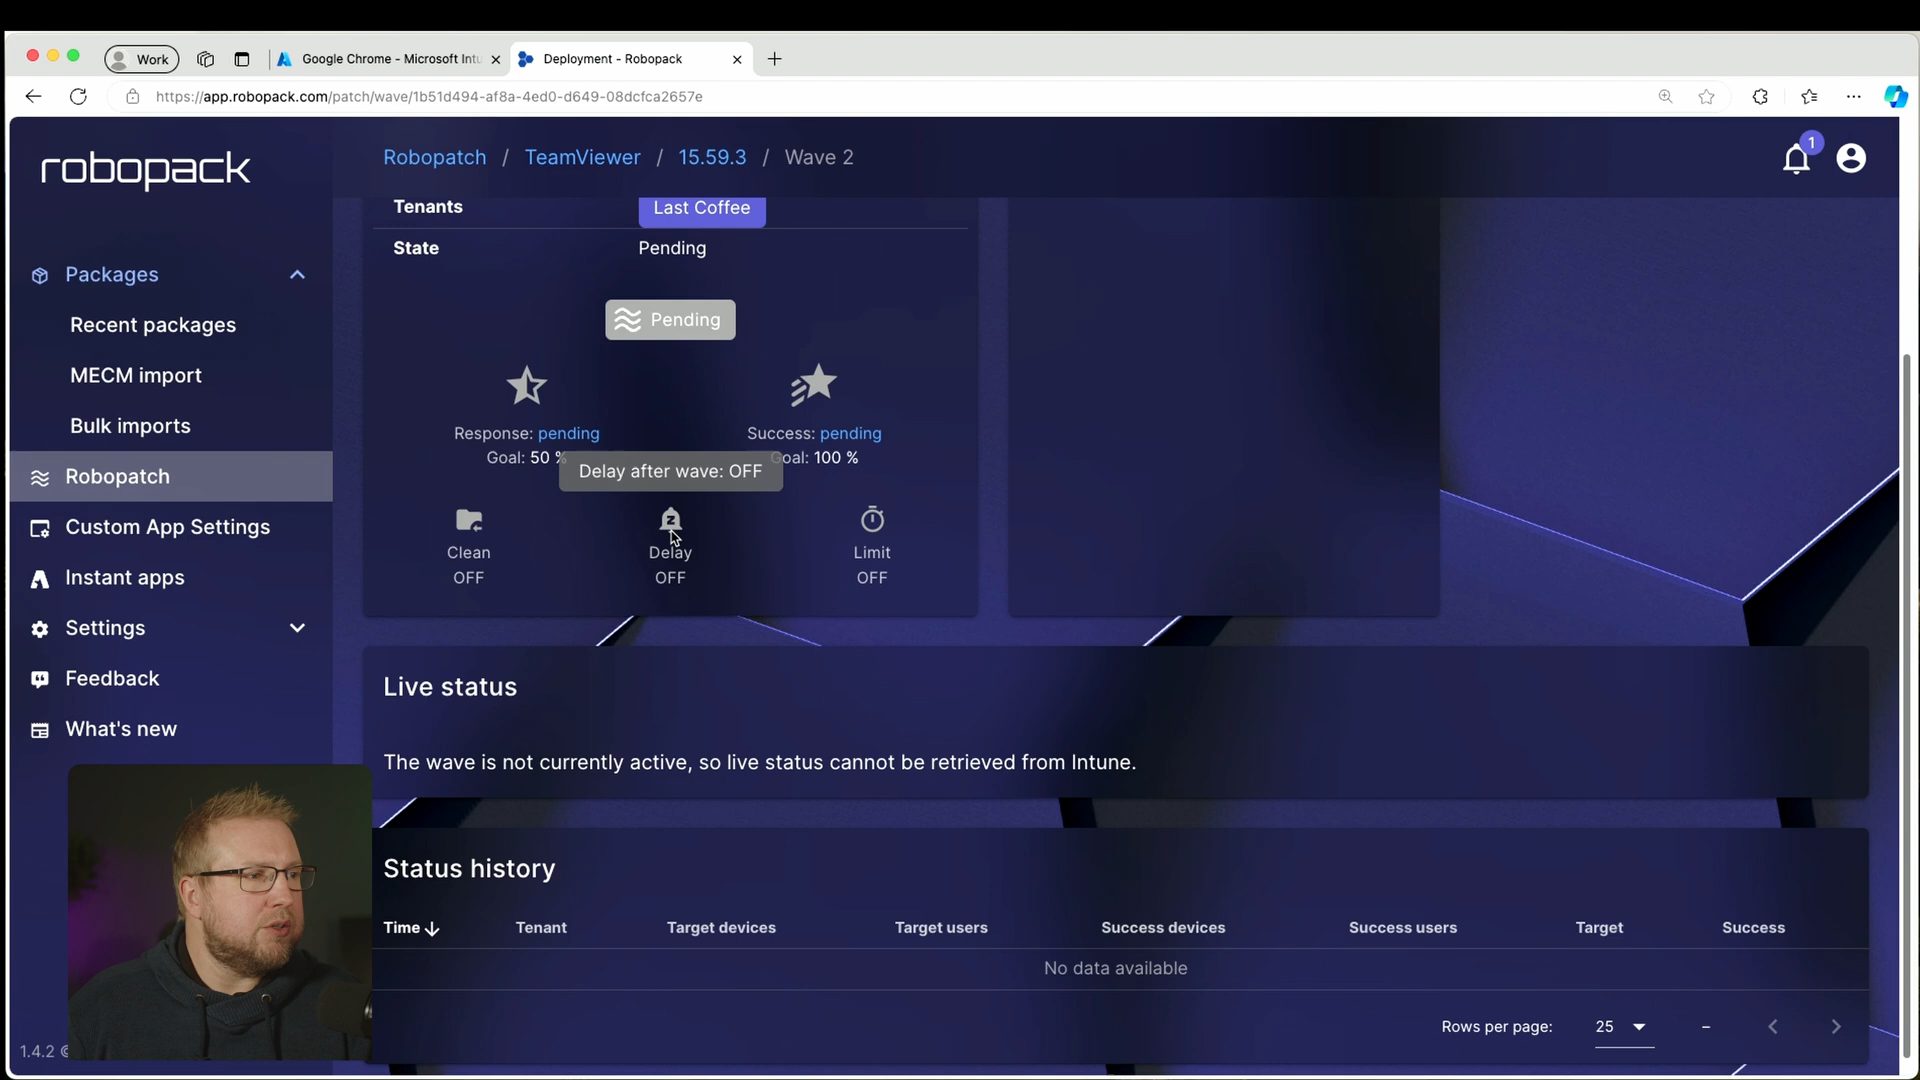 Work
Google Chrome - Microsoft Intu
Deployment - Robopack
https://app.robopack.com/patch/wave/1b51d494-af8a-4ed0-d649-08dcfca2657e
robopack
Robopatch / TeamViewer / 15.59.3 / Wave 2
1
Packages
Recent packages
MECM import
Bulk imports
Robopatch
Custom App Settings
Instant apps
Settings
Feedback
What's new
1.4.2 ©
Tenants Last Coffee
State Pending
Pending
Response: pending
Goal: 50 %
Success: pending
Goal: 100 %
Delay after wave: OFF
Clean
OFF
Delay
OFF
Limit
OFF
Live status
The wave is not currently active, so live status cannot be retrieved from Intune.
Status history
Time Tenant Target devices Target users Success devices Success users Target Success
No data available
Rows per page: 25 –